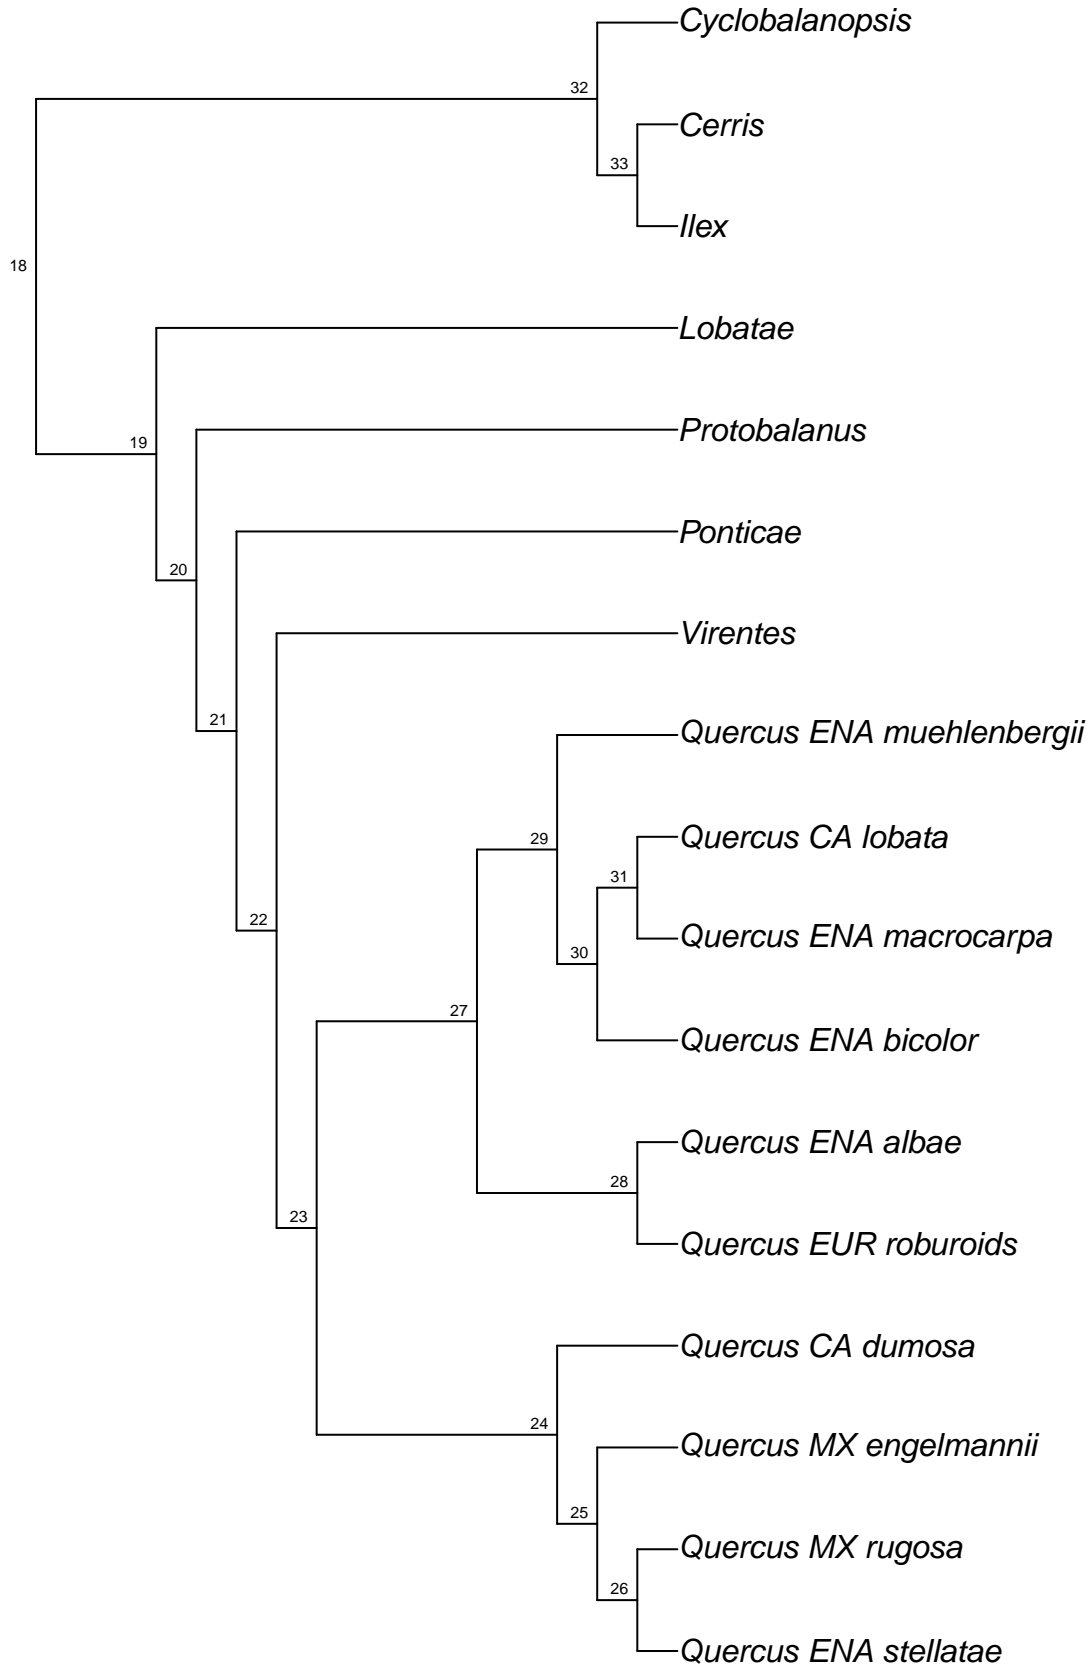 Cyclobalanopsis
32
Cerris
33
Ilex
18
Lobatae
Protobalanus
19
Ponticae
20
Virentes
21
Quercus ENA muehlenbergii
Quercus CA lobata
29
31
22
Quercus ENA macrocarpa
30
27
Quercus ENA bicolor
Quercus ENA albae
28
23
Quercus EUR roburoids
Quercus CA dumosa
24
Quercus MX engelmannii
25
Quercus MX rugosa
26
Quercus ENA stellatae